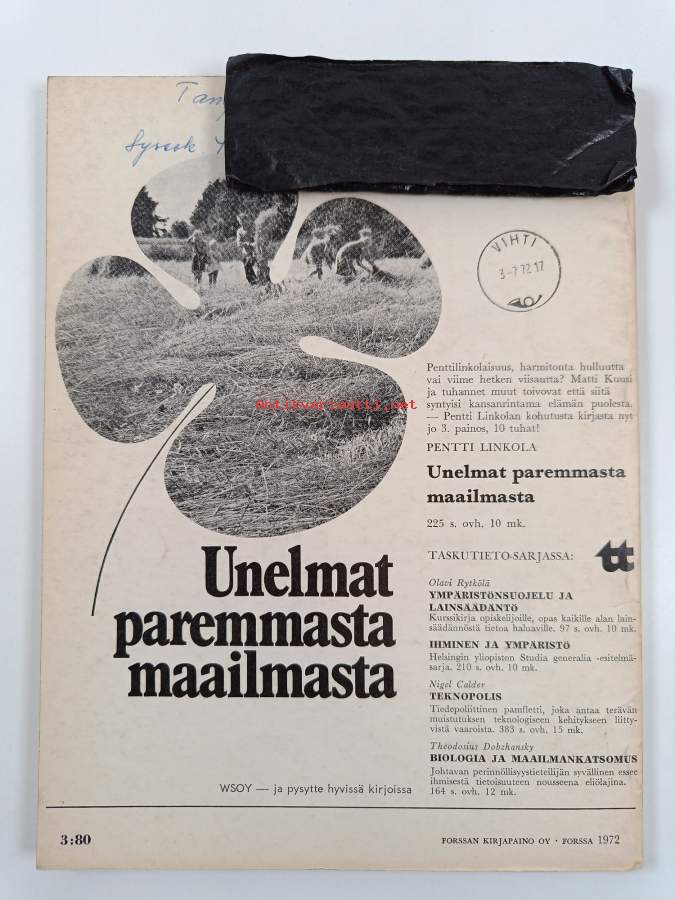 VIHTI
3-7 72 17
Penttilinkolaisuus, harmitonta hulluutta
vai viime hetken viisautta? Matti Kuusi
ja tuhannet muut toivovat että siitä
syntyisi kansanrintama elämän puolesta.
— Pentti Linkolan kohutusta kirjasta nyt
jo 3. painos, 10 tuhat!
Antikvariaatti.net
PENTTI LINKOLA
Unelmat paremmasta
maailmasta
225 s. ovh. 10 mk.
TASKUTIETO-SARJASSA: tt
Olavi Rytkölä
YMPÄRISTÖNSUOJELU JA
LAINSÄÄDÄNTÖ
Kurssikirja opiskelijoille, opas kaikille alan lain-
säädännöstä tietoa haluaville. 97 s. ovh. 10 mk.
IHMINEN JA YMPÄRISTÖ
Helsingin yliopiston Studia generalia -esitelmä-
sarja. 210 s. ovh. 10 mk.
Nigel Calder
TEKNOPOLIS
Tiedepoliittinen pamfletti, joka antaa terävän
muistutuksen teknologiseen kehitykseen liitty-
vistä vaaroista. 383 s. ovh. 15 mk.
Theodosius Dobzhansky
BIOLOGIA JA MAAILMANKATSOMUS
Johtavan perinnöllisyystieteilijän syvällinen essee
ihmisestä tietoisuuteen nousseena eliölajina.
164 s. ovh. 12 mk.
Unelmat
paremmasta
maailmasta
WSOY — ja pysytte hyvissä kirjoissa
3:80
FORSSAN KIRJAPAINO OY · FORSSA 1972